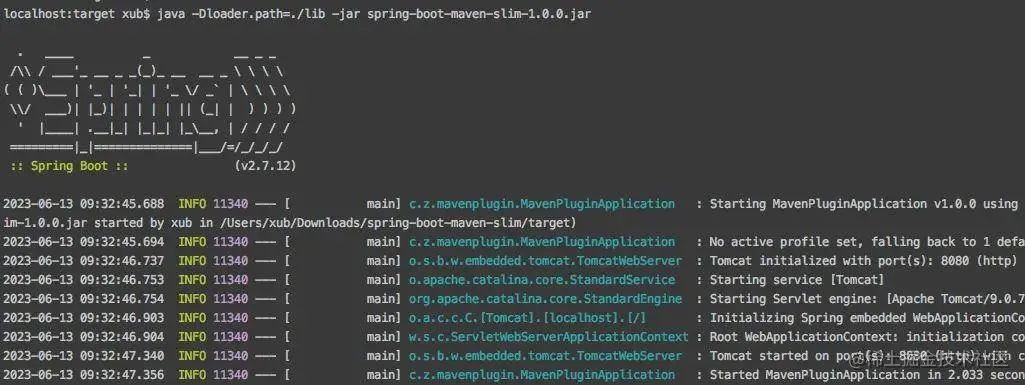 localhost:target xub$ java -Dloader.path=./lib -jar spring-boot-maven-slim-1.0.0.jar
  .   ____          _            __ _ _
 /\\ / ___'_ __ _ _(_)_ __  __ _ \ \ \ \
( ( )\___ | '_ | '_| | '_ \/ _` | \ \ \ \
 \\/  ___)| |_)| | | | | || (_| |  ) ) ) )
  '  |____| .__|_| |_|_| |_\__, | / / / /
 =========|_|==============|___/=/_/_/_/
 :: Spring Boot ::               (v2.7.12)
2023-06-13 09:32:45.688  INFO 11340 --- [           main] c.z.mavenplugin.MavenPluginApplication   : Starting MavenPluginApplication v1.0.0 using
im-1.0.0.jar started by xub in /Users/xub/Downloads/spring-boot-maven-slim/target)
2023-06-13 09:32:45.694  INFO 11340 --- [           main] c.z.mavenplugin.MavenPluginApplication   : No active profile set, falling back to 1 defa
2023-06-13 09:32:46.737  INFO 11340 --- [           main] o.s.b.w.embedded.tomcat.TomcatWebServer  : Tomcat initialized with port(s): 8080 (http)
2023-06-13 09:32:46.753  INFO 11340 --- [           main] o.apache.catalina.core.StandardService   : Starting service [Tomcat]
2023-06-13 09:32:46.754  INFO 11340 --- [           main] org.apache.catalina.core.StandardEngine  : Starting Servlet engine: [Apache Tomcat/9.0.7
2023-06-13 09:32:46.903  INFO 11340 --- [           main] o.a.c.c.C.[Tomcat].[localhost].[/]       : Initializing Spring embedded WebApplicationCo
2023-06-13 09:32:46.904  INFO 11340 --- [           main] w.s.c.ServletWebServerApplicationContext : Root WebApplicationContext: initialization co
2023-06-13 09:32:47.340  INFO 11340 --- [           main] o.s.b.w.embedded.tomcat.TomcatWebServer  : Tomcat started on port(s): 8080 (http) with c
2023-06-13 09:32:47.356  INFO 11340 --- [           main] c.z.mavenplugin.MavenPluginApplication   : Started MavenPluginApplication in 2.033 secon
@稀土掘金技术社区